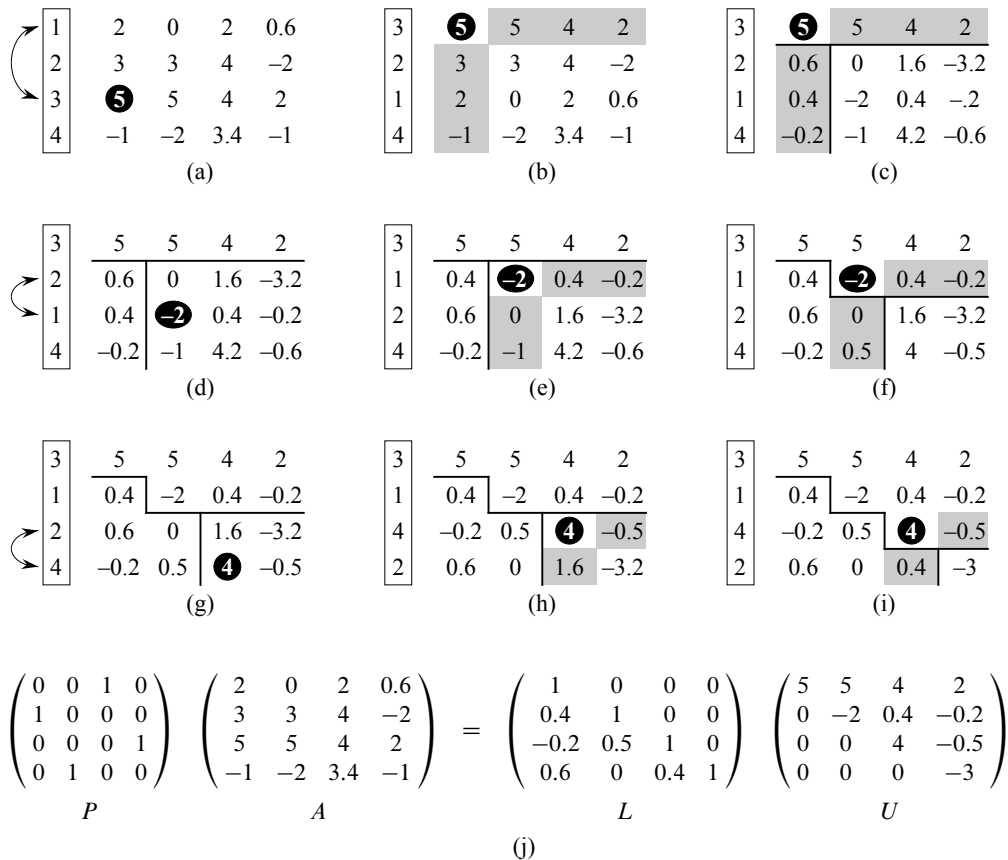 1 2 0 2 0.6 3 5 5 4 2 3 5 5 4 2
2 3 3 4 –2 2 3 3 4 –2 2 0.6 0 1.6 –3.2
3 5 5 4 2 1 2 0 2 0.6 1 0.4 –2 0.4 –.2
4 –1 –2 3.4 –1 4 –1 –2 3.4 –1 4 –0.2 –1 4.2 –0.6
(a) (b) (c)
3 5 5 4 2 3 5 5 4 2 3 5 5 4 2
2 0.6 0 1.6 –3.2 1 0.4 –2 0.4 –0.2 1 0.4 –2 0.4 –0.2
1 0.4 –2 0.4 –0.2 2 0.6 0 1.6 –3.2 2 0.6 0 1.6 –3.2
4 –0.2 –1 4.2 –0.6 4 –0.2 –1 4.2 –0.6 4 –0.2 0.5 4 –0.5
(d) (e) (f)
3 5 5 4 2 3 5 5 4 2 3 5 5 4 2
1 0.4 –2 0.4 –0.2 1 0.4 –2 0.4 –0.2 1 0.4 –2 0.4 –0.2
2 0.6 0 1.6 –3.2 4 –0.2 0.5 4 –0.5 4 –0.2 0.5 4 –0.5
4 –0.2 0.5 4 –0.5 2 0.6 0 1.6 –3.2 2 0.6 0 0.4 –3
(g) (h) (i)
0 0 1 0 2 0 2 0.6 1 0 0 0 5 5 4 2
1 0 0 0 3 3 4 −2 0.4 1 0 0 0 −2 0.4 −0.2
0 0 0 1 5 5 4 2 = −0.2 0.5 1 0 0 0 4 −0.5
0 1 0 0 −1 −2 3.4 −1 0.6 0 0.4 1 0 0 0 −3
P A L U
(j)